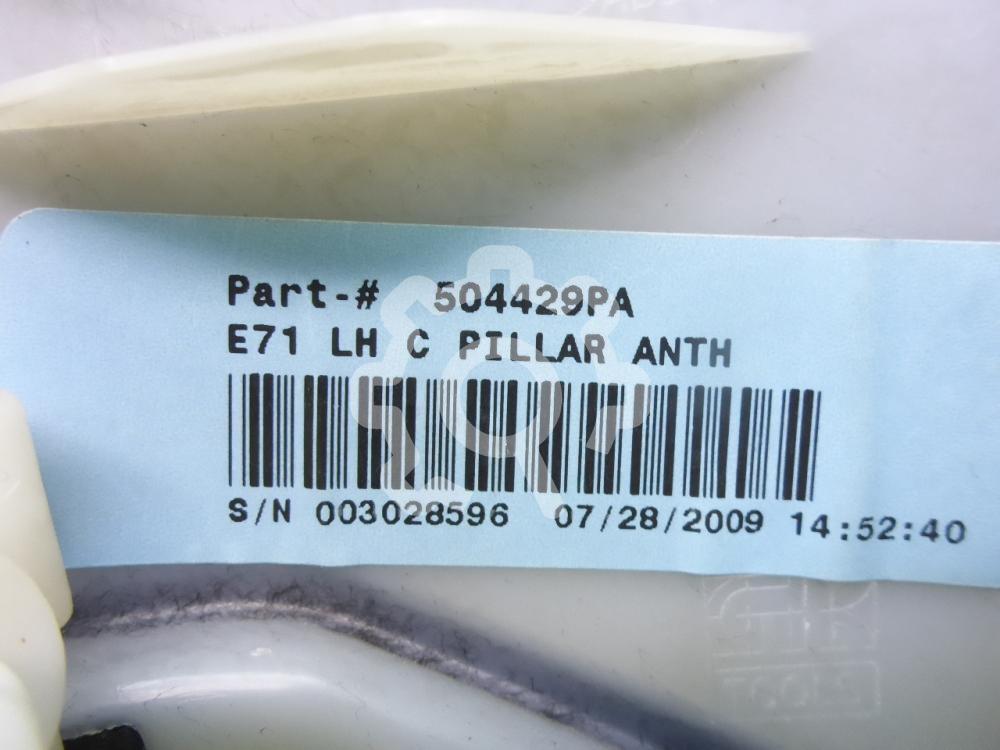 Part-# 504429PA
E71 LH C PILLAR ANTH
S/N 003028596 07/28/2009 14:52:40